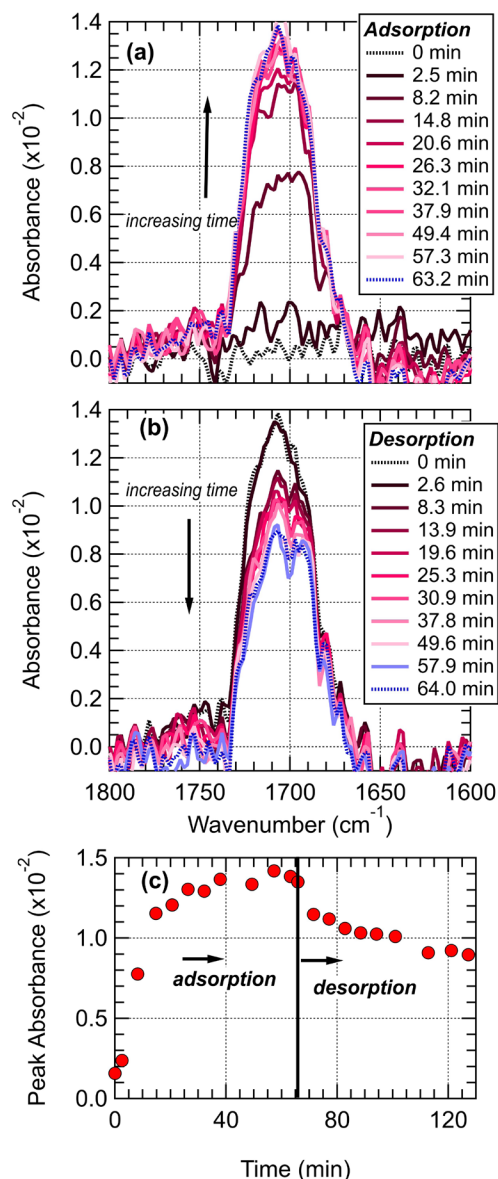 (a)
Absorbance (x10⁻²)
1.4
1.2
1.0
0.8
0.6
0.4
0.2
0.0
increasing time
Adsorption
0 min
2.5 min
8.2 min
14.8 min
20.6 min
26.3 min
32.1 min
37.9 min
49.4 min
57.3 min
63.2 min
(b)
Absorbance (x10⁻²)
1.4
1.2
1.0
0.8
0.6
0.4
0.2
0.0
increasing time
Desorption
0 min
2.6 min
8.3 min
13.9 min
19.6 min
25.3 min
30.9 min
37.8 min
49.6 min
57.9 min
64.0 min
1800 1750 1700 1650 1600
Wavenumber (cm⁻¹)
(c)
Peak Absorbance (x10⁻²)
1.5
1.0
0.5
0.0
adsorption
desorption
0 40 80 120
Time (min)